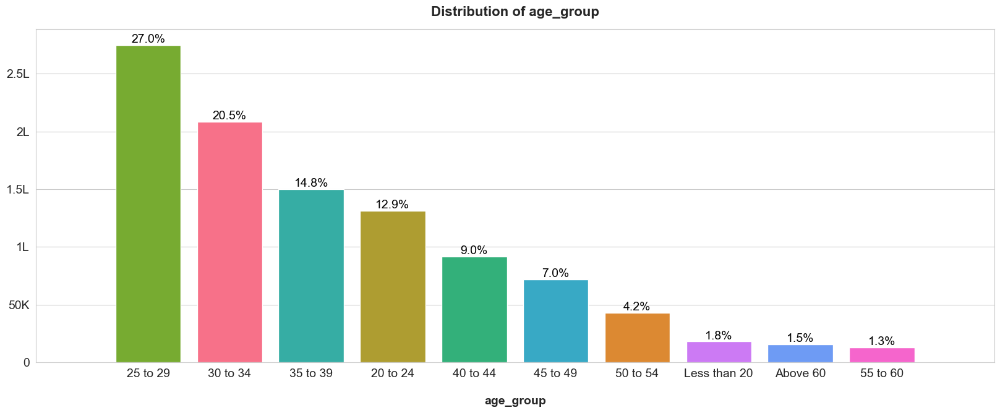 Distribution of age_group
27.0%
20.5%
14.8%
12.9%
9.0%
7.0%
4.2%
1.8%
1.5%
1.3%
2.5L
2L
1.5L
1L
50K
0
25 to 29
30 to 34
35 to 39
20 to 24
40 to 44
45 to 49
50 to 54
Less than 20
Above 60
55 to 60
age_group